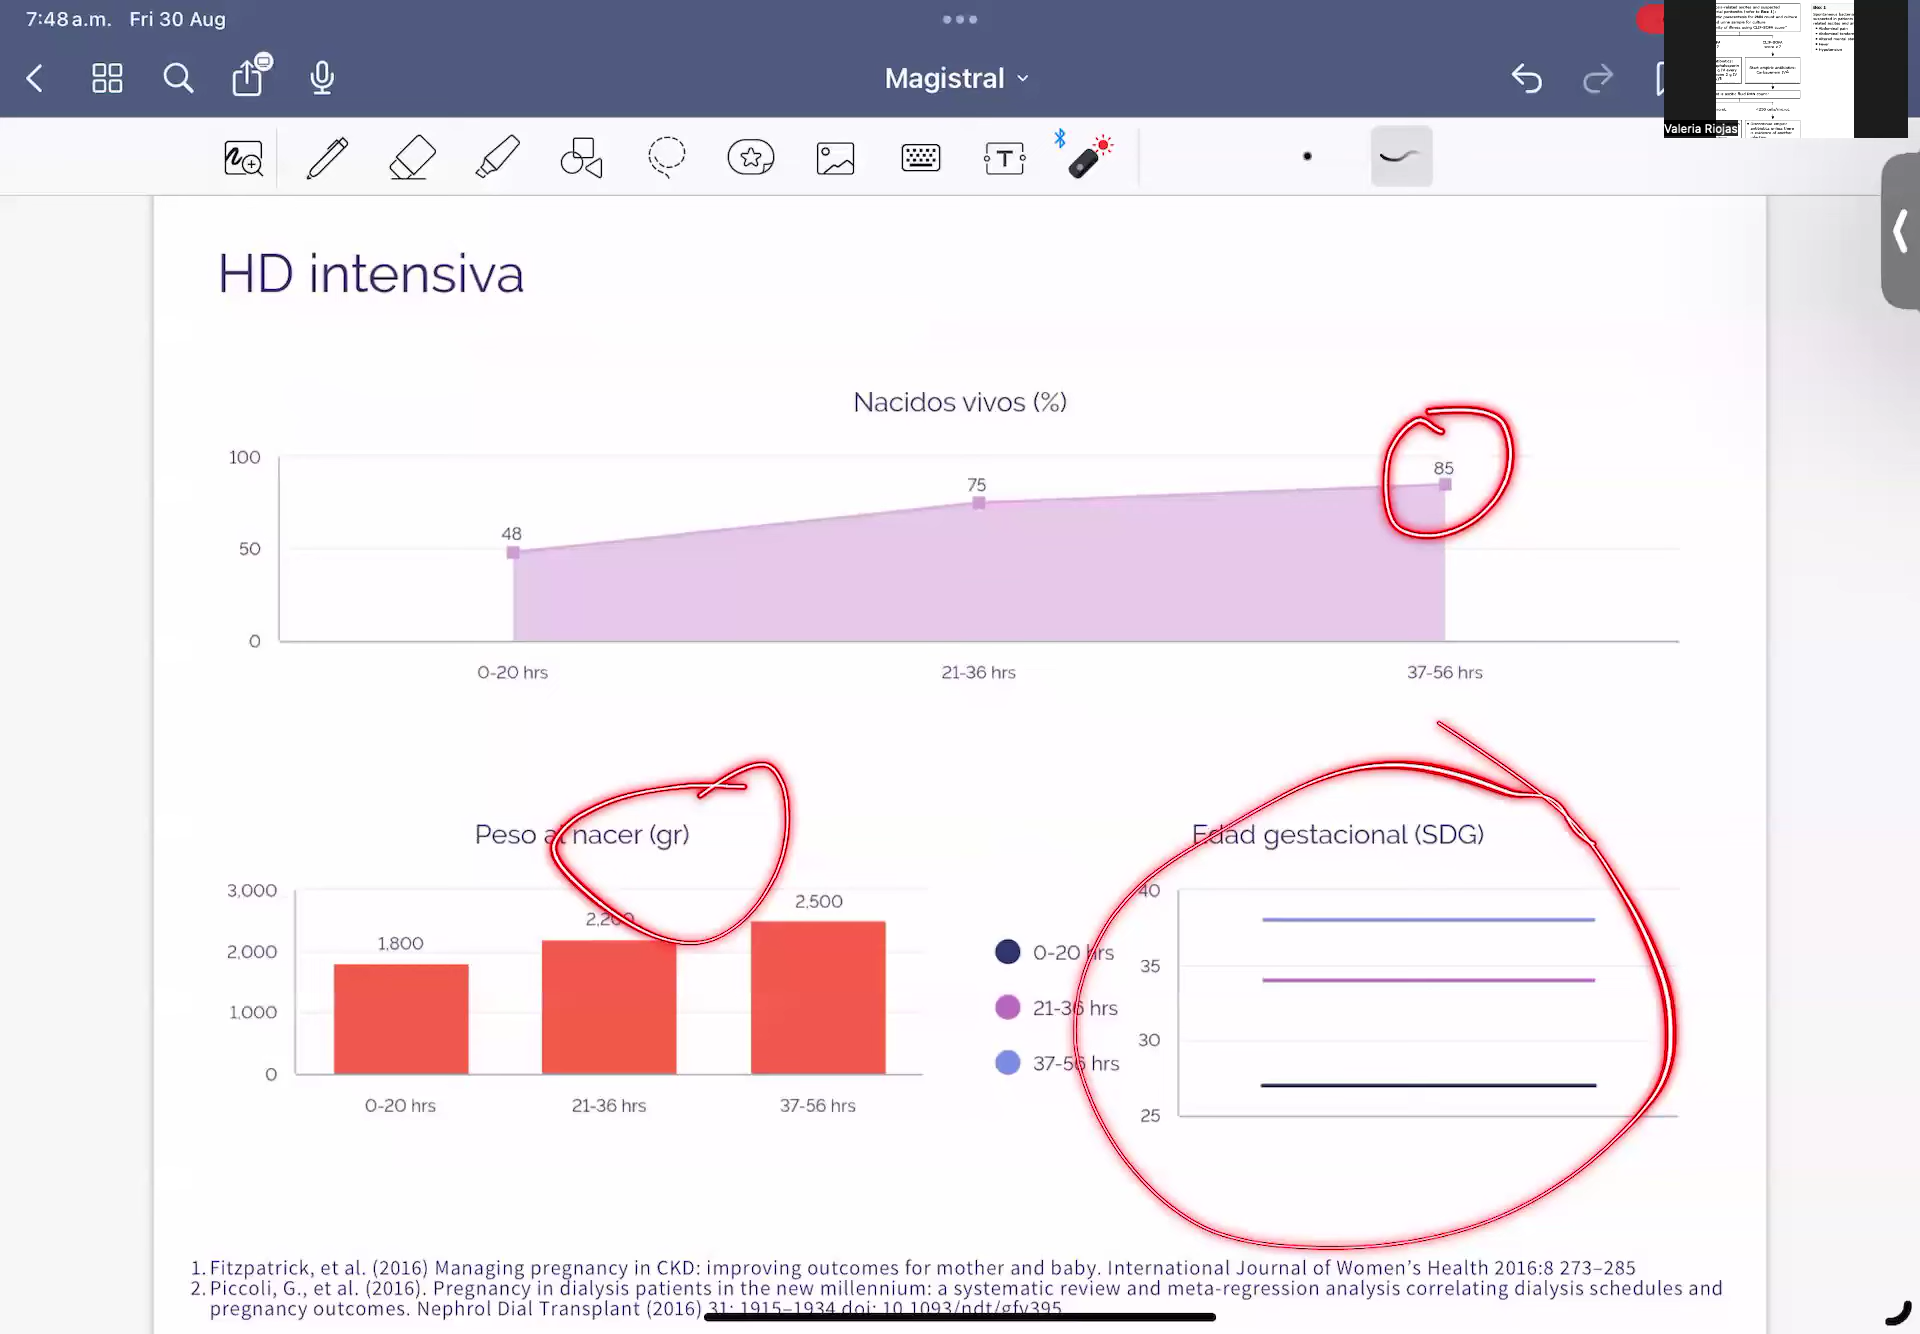 7:48 a.m. Fri 30 Aug
Magistral
Valeria Riojas
HD intensiva
Nacidos vivos (%)
100
50
0
48
75
85
0-20 hrs
21-36 hrs
37-56 hrs
Peso al nacer (gr)
3,000
2,000
1,000
0
1,800
2,200
2,500
0-20 hrs
21-36 hrs
37-56 hrs
Edad gestacional (SDG)
0-20 hrs
21-36 hrs
37-56 hrs
40
35
30
25
1. Fitzpatrick, et al. (2016) Managing pregnancy in CKD: improving outcomes for mother and baby. International Journal of Women's Health 2016:8 273–285
2. Piccoli, G., et al. (2016). Pregnancy in dialysis patients in the new millennium: a systematic review and meta-regression analysis correlating dialysis schedules and
pregnancy outcomes. Nephrol Dial Transplant (2016) 31: 1915–1934 doi: 10.1093/ndt/gfv395